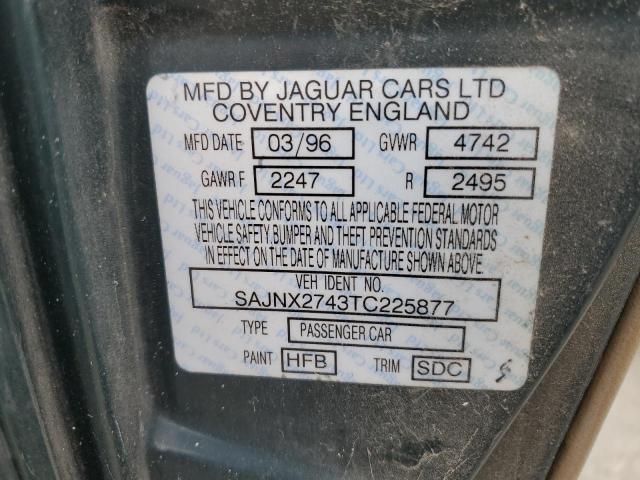 MFD BY JAGUAR CARS LTD
COVENTRY ENGLAND
MFD DATE 03/96 GVWR 4742
GAWR F 2247 R 2495
THIS VEHICLE CONFORMS TO ALL APPLICABLE FEDERAL MOTOR
VEHICLE SAFETY, BUMPER AND THEFT PREVENTION STANDARDS
IN EFFECT ON THE DATE OF MANUFACTURE SHOWN ABOVE.
VEH IDENT NO.
SAJNX2743TC225877
TYPE PASSENGER CAR
PAINT HFB TRIM SDC